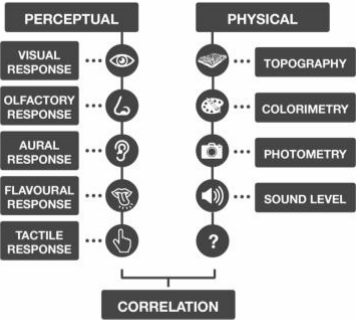 PERCEPTUAL
PHYSICAL
VISUAL
RESPONSE
TOPOGRAPHY
OLFACTORY
RESPONSE
COLORIMETRY
AURAL
RESPONSE
PHOTOMETRY
FLAVOURAL
RESPONSE
SOUND LEVEL
TACTILE
RESPONSE
?
CORRELATION